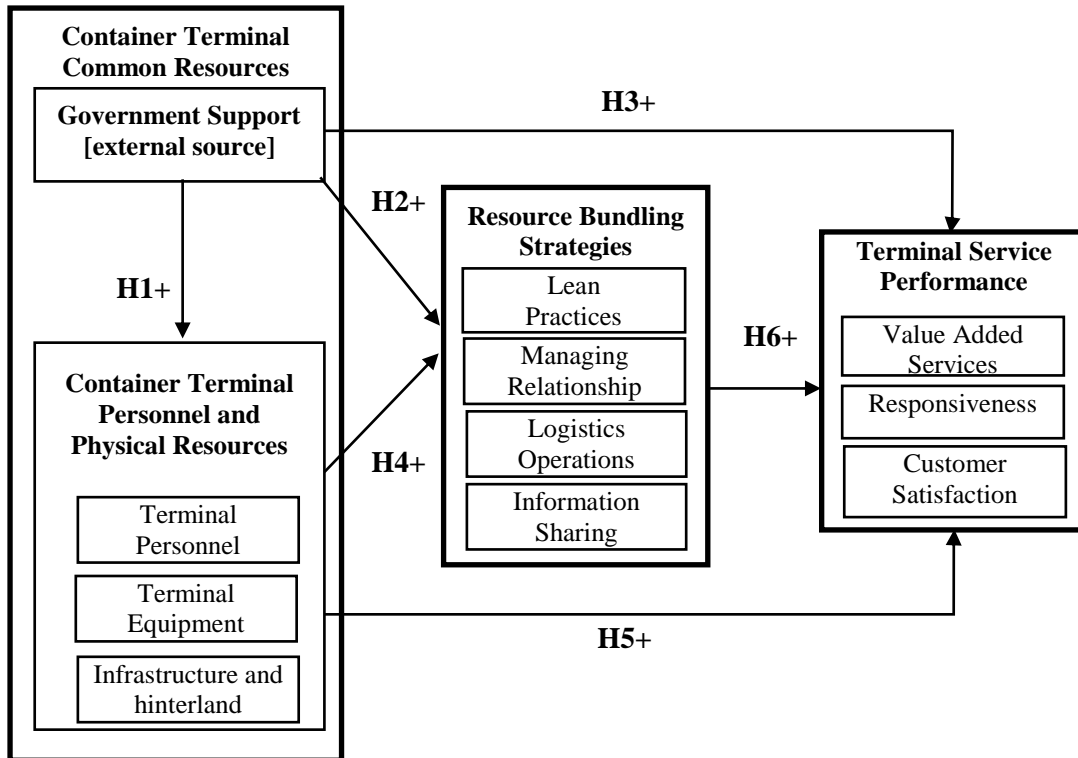 Container Terminal
Common Resources
Government Support
[external source]
H1+
Container Terminal
Personnel and
Physical Resources
Terminal
Personnel
Terminal
Equipment
Infrastructure and
hinterland
H2+
H3+
H4+
Resource Bundling
Strategies
Lean
Practices
Managing
Relationship
Logistics
Operations
Information
Sharing
H6+
H5+
Terminal Service
Performance
Value Added
Services
Responsiveness
Customer
Satisfaction